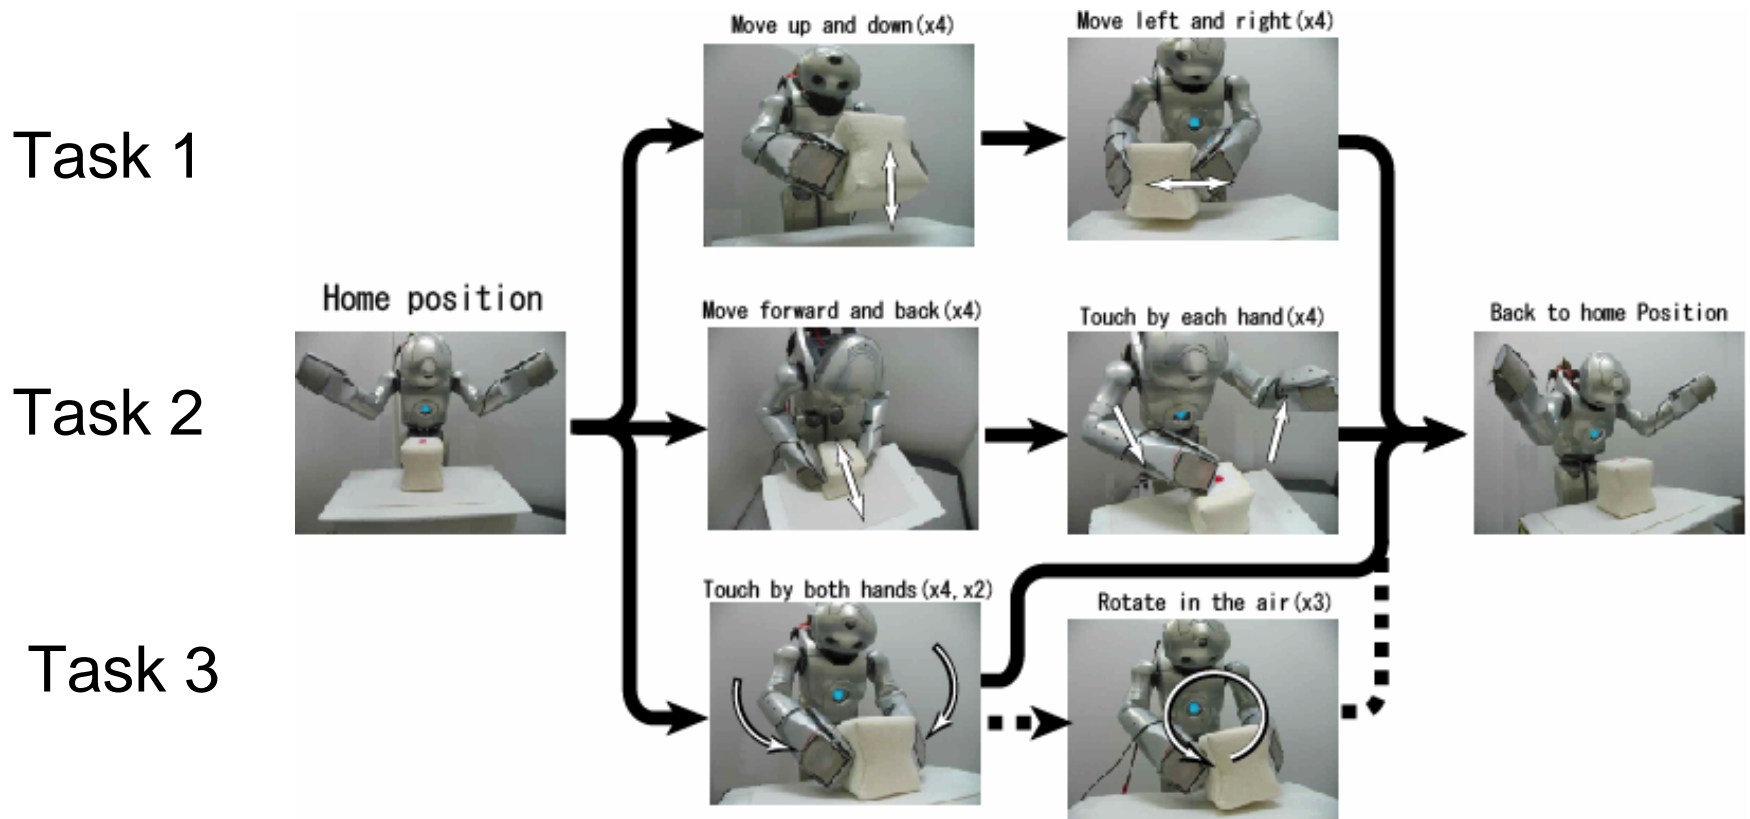 Move up and down(x4)
Move left and right(x4)
Task 1
Home position
Move forward and back(x4)
Touch by each hand(x4)
Back to home Position
Task 2
Touch by both hands(x4,x2)
Rotate in the air(x3)
Task 3